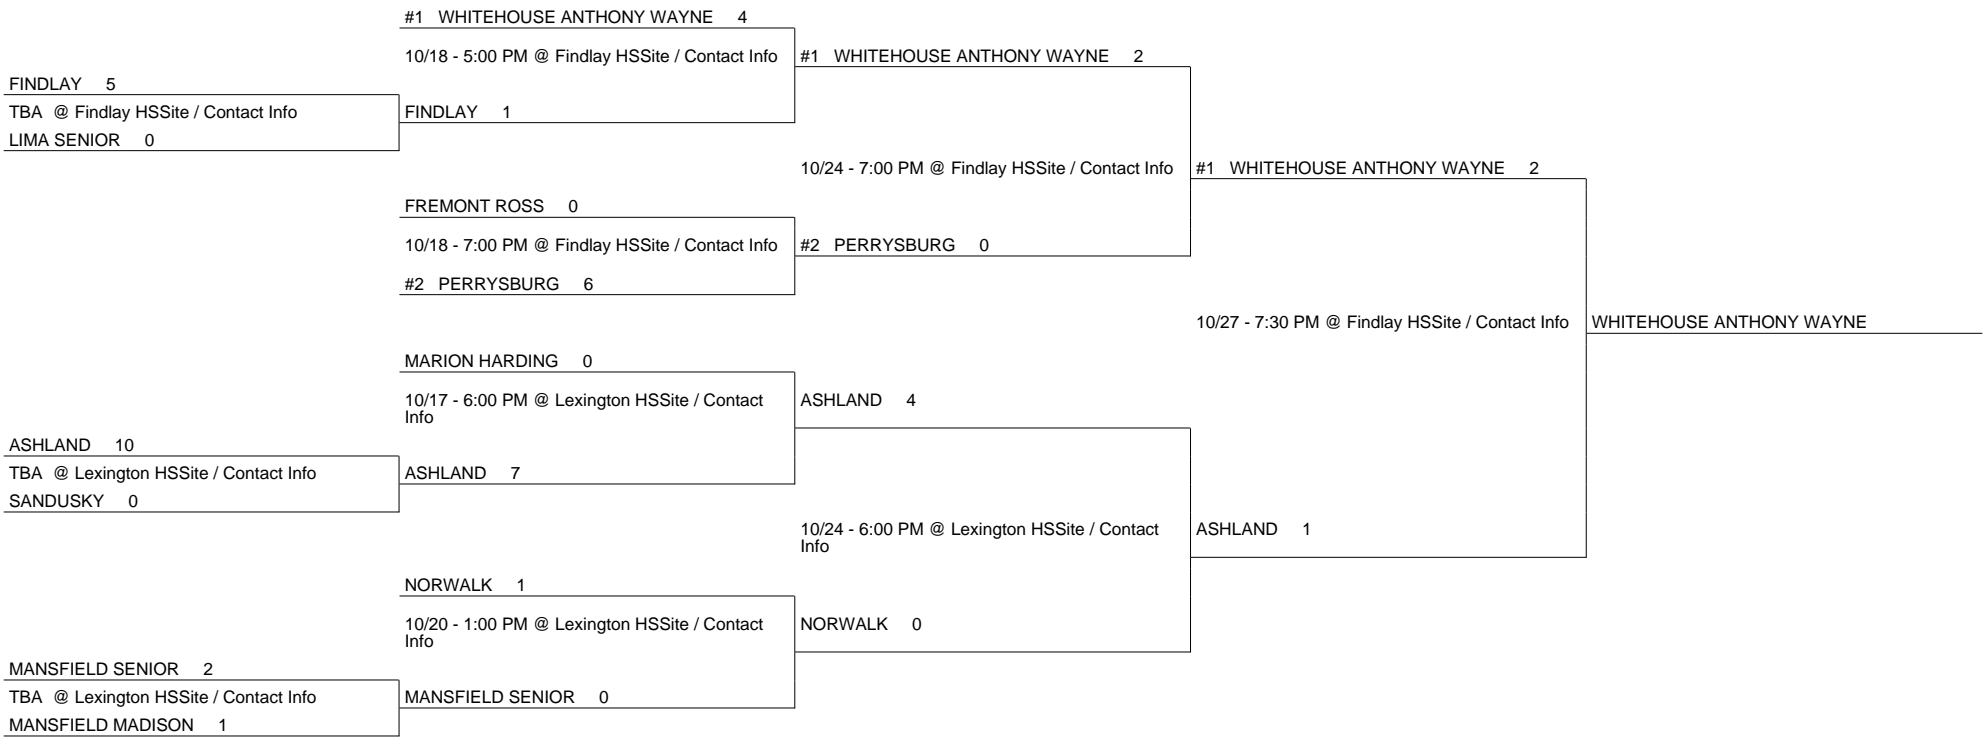 #1 WHITEHOUSE ANTHONY WAYNE 4
10/18 - 5:00 PM @ Findlay HSSite / Contact Info
#1 WHITEHOUSE ANTHONY WAYNE 2
FINDLAY 5
TBA @ Findlay HSSite / Contact Info
FINDLAY 1
LIMA SENIOR 0
10/24 - 7:00 PM @ Findlay HSSite / Contact Info
#1 WHITEHOUSE ANTHONY WAYNE 2
FREMONT ROSS 0
10/18 - 7:00 PM @ Findlay HSSite / Contact Info
#2 PERRYSBURG 0
#2 PERRYSBURG 6
10/27 - 7:30 PM @ Findlay HSSite / Contact Info
WHITEHOUSE ANTHONY WAYNE
MARION HARDING 0
10/17 - 6:00 PM @ Lexington HSSite / Contact
Info
ASHLAND 4
ASHLAND 10
TBA @ Lexington HSSite / Contact Info
ASHLAND 7
SANDUSKY 0
10/24 - 6:00 PM @ Lexington HSSite / Contact
Info
ASHLAND 1
NORWALK 1
10/20 - 1:00 PM @ Lexington HSSite / Contact
Info
NORWALK 0
MANSFIELD SENIOR 2
TBA @ Lexington HSSite / Contact Info
MANSFIELD SENIOR 0
MANSFIELD MADISON 1